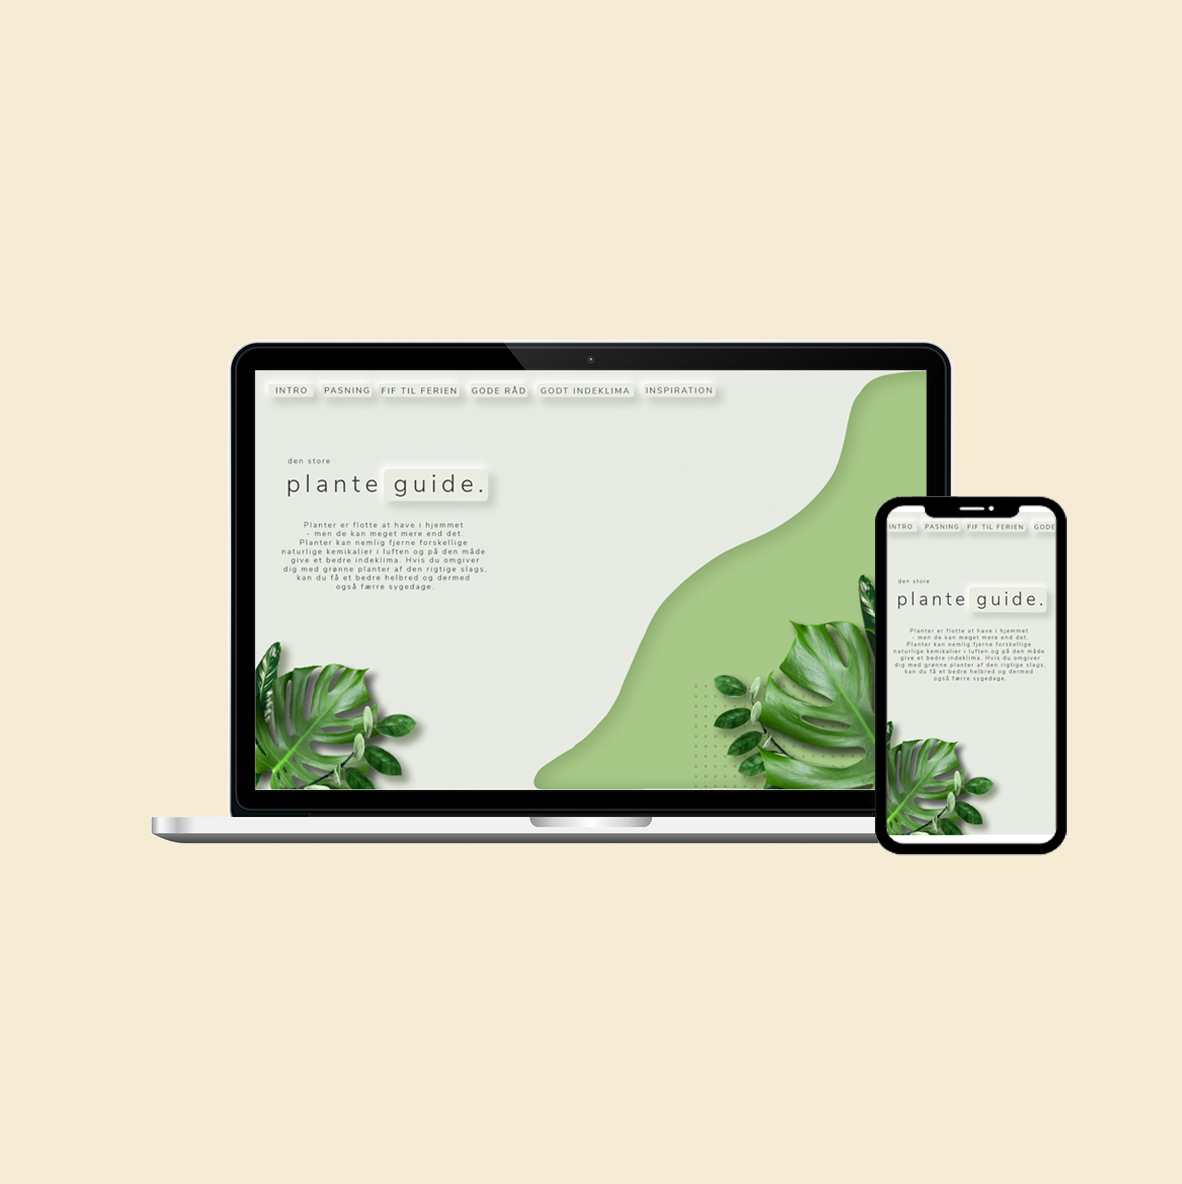 INTRO PASNING FIF TIL FERIEN GODE RÅD GODT INDEKLIMA INSPIRATION
den store
plante guide.
Planter er flotte at have i hjemmet
- men de kan meget mere end det.
Planter kan nemlig fjerne forskellige
naturlige kemikalier i luften og på den måde
give et bedre indeklima. Hvis du omgiver
dig med grønne planter af den rigtige slags,
kan du få et bedre helbred og dermed
også færre sygedage.
INTRO PASNING FIF TIL FERIEN GODE
den store
plante guide.
Planter er flotte at have i hjemmet
- men de kan meget mere end det.
Planter kan nemlig fjerne forskellige
naturlige kemikalier i luften og på den måde
give et bedre indeklima. Hvis du omgiver
dig med grønne planter af den rigtige slags,
kan du få et bedre helbred og dermed
også færre sygedage.